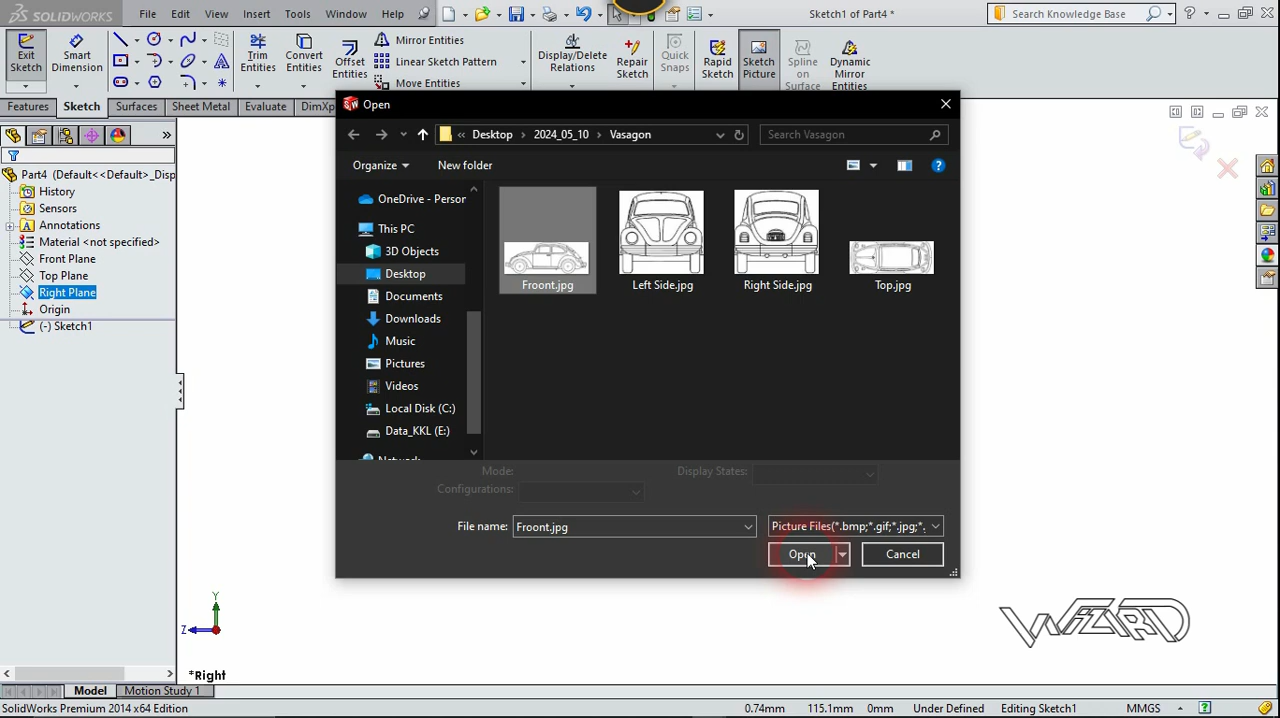 SOLIDWORKS File Edit View Insert Tools Window Help Sketch1 of Part4 * Search Knowledge Base
Exit Sketch Smart Dimension Trim Entities Convert Entities Offset Entities Mirror Entities Linear Sketch Pattern Move Entities Display/Delete Relations Repair Sketch Quick Snaps Rapid Sketch Sketch Picture Spline on Surface Dynamic Mirror Entities
Features Sketch Surfaces Sheet Metal Evaluate DimXp
Open
« Desktop › 2024_05_10 › Vasagon
Search Vasagon
Organize New folder
Part4 (Default<<Default>_Disp
History
Sensors
Annotations
Material <not specified>
Front Plane
Top Plane
Right Plane
Origin
(-) Sketch1
OneDrive - Person
This PC
3D Objects
Desktop
Documents
Downloads
Music
Pictures
Videos
Local Disk (C:)
Data_KKL (E:)
Froont.jpg Left Side.jpg Right Side.jpg Top.jpg
Mode: Display States:
Configurations:
File name: Froont.jpg Picture Files(*.bmp;*.gif;*.jpg;*.
Open Cancel
Y
Z
*Right
WIZARD
Model Motion Study 1
SolidWorks Premium 2014 x64 Edition 0.74mm 115.1mm 0mm Under Defined Editing Sketch1 MMGS